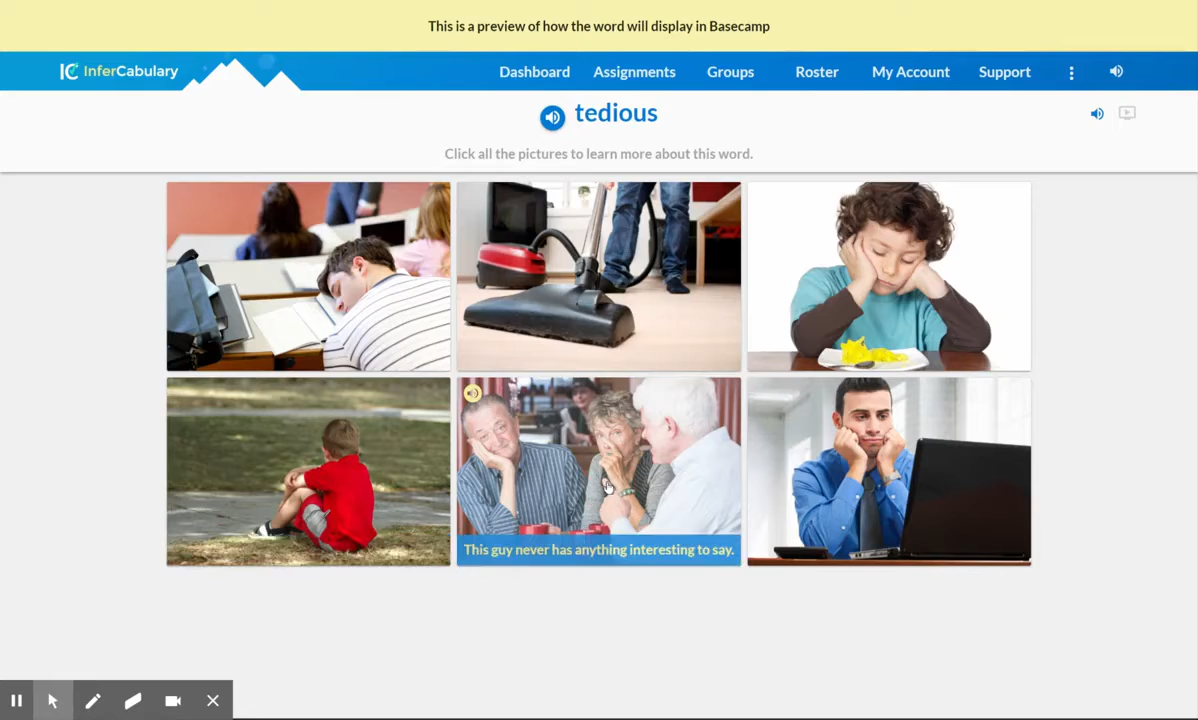 This is a preview of how the word will display in Basecamp
IC InferCabulary
Dashboard Assignments Groups Roster My Account Support
tedious
Click all the pictures to learn more about this word.
This guy never has anything interesting to say.